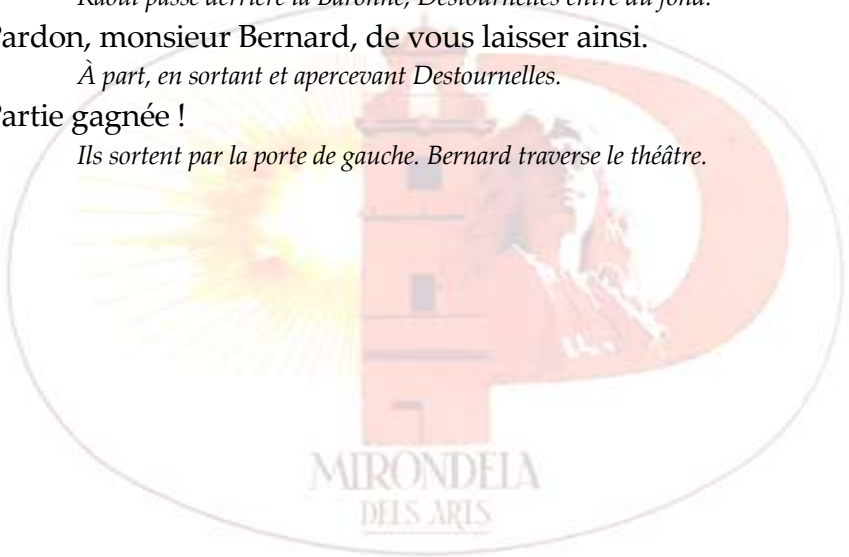 Raoul passe derrière la Baronne, Destournelles entre au fond.
Pardon, monsieur Bernard, de vous laisser ainsi.
À part, en sortant et apercevant Destournelles.
Partie gagnée !
Ils sortent par la porte de gauche. Bernard traverse le théâtre.
MIRONDELA
DELS ARTS